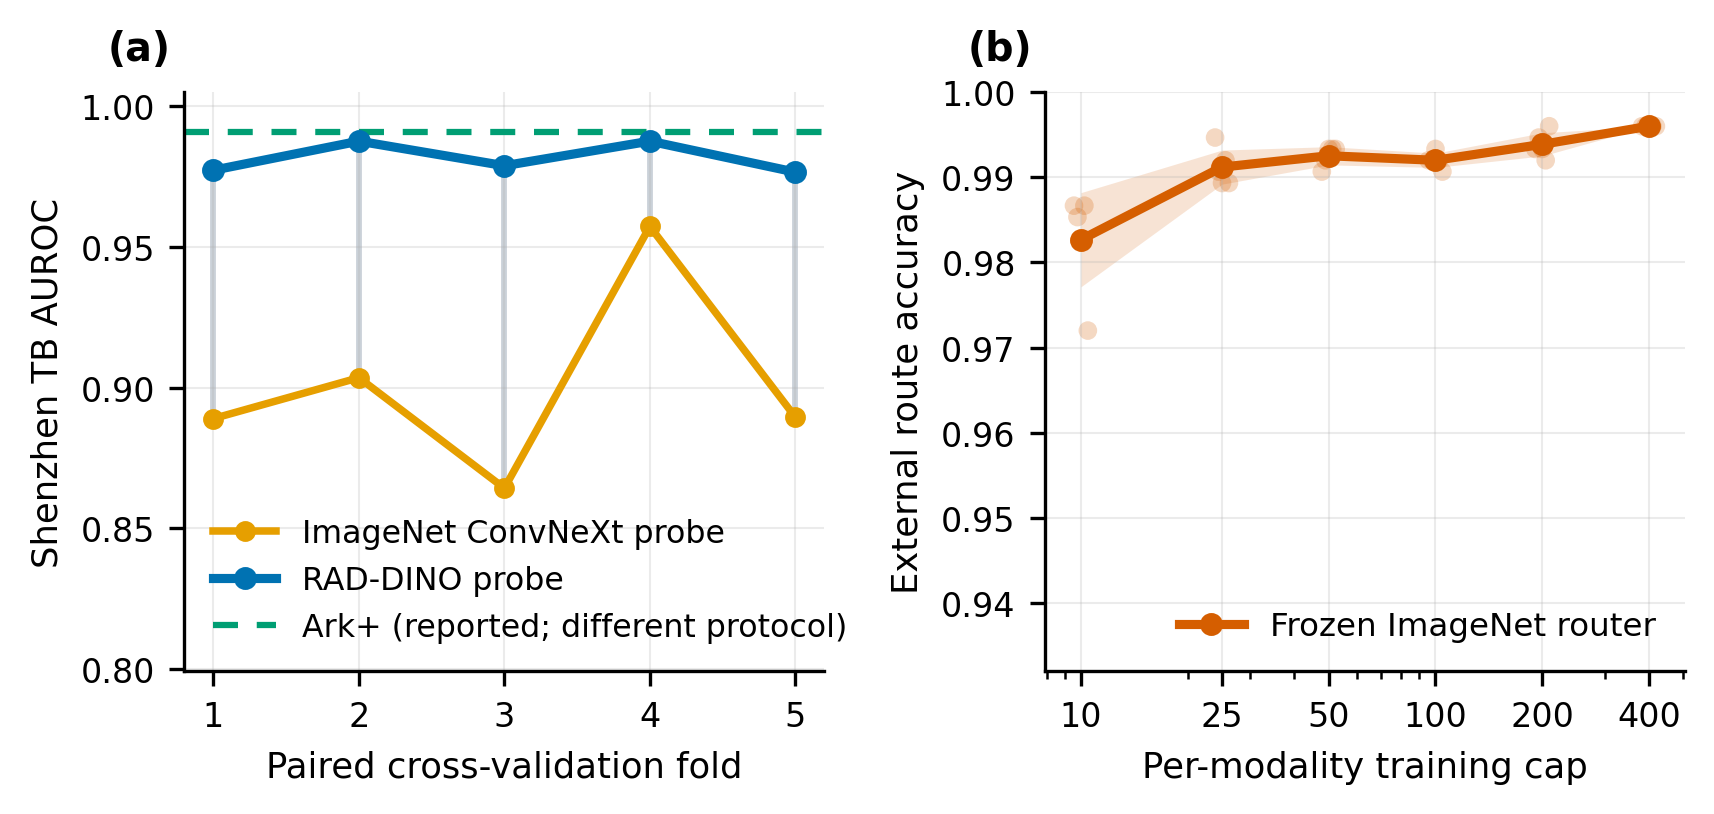 (a)
1.00
0.95
0.90
0.85
0.80
Shenzhen TB AUROC
ImageNet ConvNeXt probe
RAD-DINO probe
Ark+ (reported; different protocol)
1 2 3 4 5
Paired cross-validation fold
(b)
1.00
0.99
0.98
0.97
0.96
0.95
0.94
External route accuracy
Frozen ImageNet router
10 25 50 100 200 400
Per-modality training cap